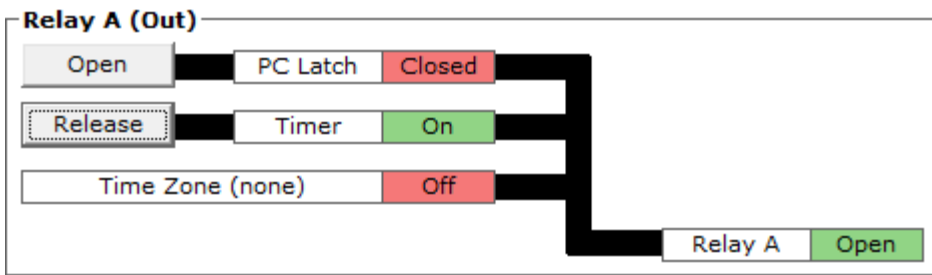 Relay A (Out)
Open PC Latch Closed
Release Timer On
Time Zone (none) Off
Relay A Open